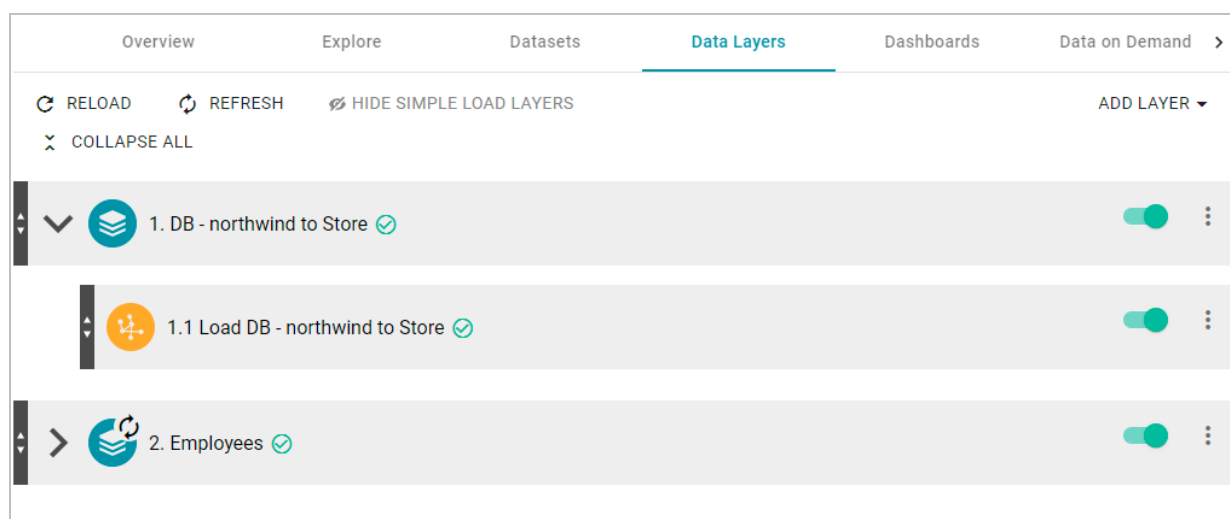 Overview Explore Datasets Data Layers Dashboards Data on Demand
RELOAD REFRESH HIDE SIMPLE LOAD LAYERS ADD LAYER
COLLAPSE ALL
1. DB - northwind to Store
1.1 Load DB - northwind to Store
2. Employees